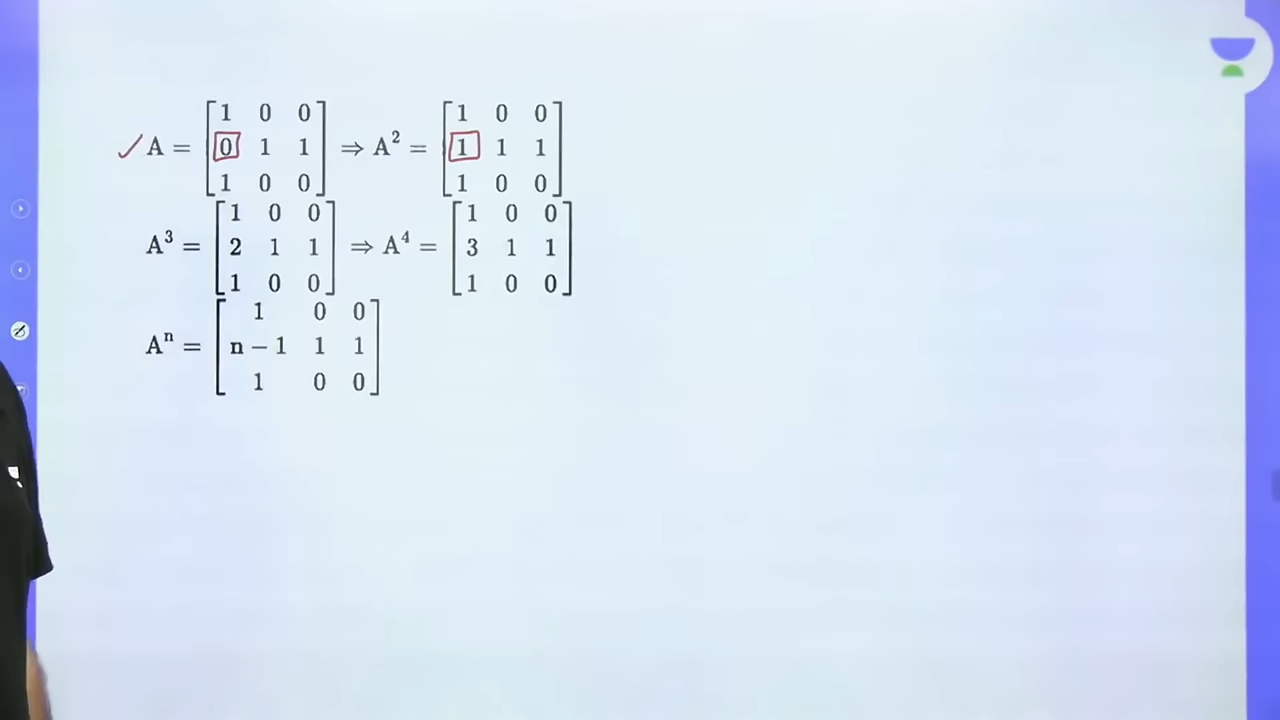 ✓ A = [1 0 0; 0 1 1; 1 0 0] ⇒ A² = [1 0 0; 1 1 1; 1 0 0]
A³ = [1 0 0; 2 1 1; 1 0 0] ⇒ A⁴ = [1 0 0; 3 1 1; 1 0 0]
Aⁿ = [1 0 0; n − 1 1 1; 1 0 0]